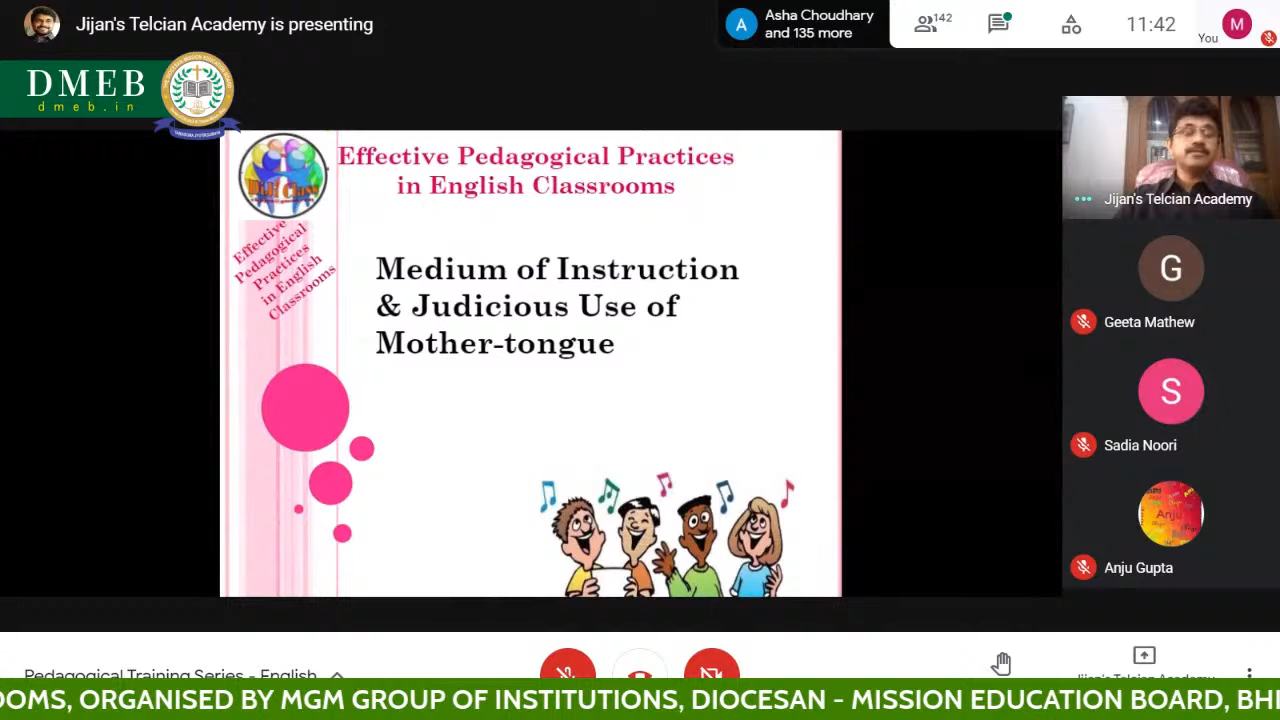 Jijan's Telcian Academy is presenting
A
Asha Choudhary
and 135 more
142
11:42
You
M
DMEB
dmeb.in
Effective Pedagogical Practices
in English Classrooms
Effective
Pedagogical
Practices
in English
Classrooms
Medium of Instruction
& Judicious Use of
Mother-tongue
Jijan's Telcian Academy
G
Geeta Mathew
S
Sadia Noori
Anju
Anju Gupta
Pedagogical Training Series - English
OOMS, ORGANISED BY MGM GROUP OF INSTITUTIONS, DIOCESAN - MISSION EDUCATION BOARD, BH